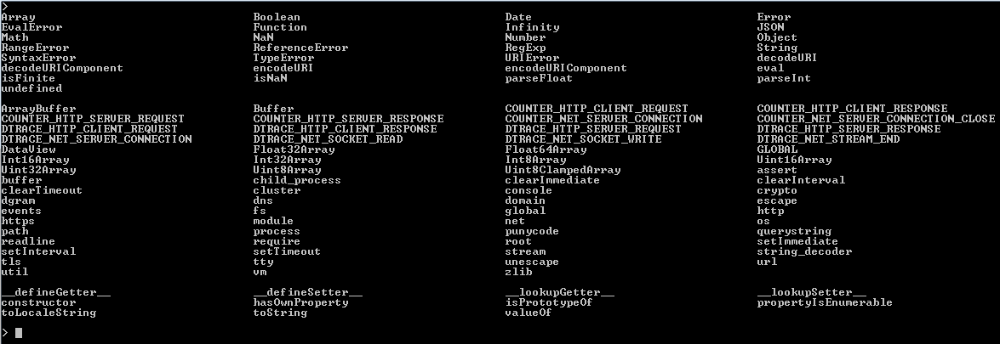 >
Array Boolean Date Error
EvalError Function Infinity JSON
Math NaN Number Object
RangeError ReferenceError RegExp String
SyntaxError TypeError URIError decodeURI
decodeURIComponent encodeURI encodeURIComponent eval
isFinite isNaN parseFloat parseInt
undefined
ArrayBuffer Buffer COUNTER_HTTP_CLIENT_REQUEST COUNTER_HTTP_CLIENT_RESPONSE
COUNTER_HTTP_SERVER_REQUEST COUNTER_HTTP_SERVER_RESPONSE COUNTER_NET_SERVER_CONNECTION COUNTER_NET_SERVER_CONNECTION_CLOSE
DTRACE_HTTP_CLIENT_REQUEST DTRACE_HTTP_CLIENT_RESPONSE DTRACE_HTTP_SERVER_REQUEST DTRACE_HTTP_SERVER_RESPONSE
DTRACE_NET_SERVER_CONNECTION DTRACE_NET_SOCKET_READ DTRACE_NET_SOCKET_WRITE DTRACE_NET_STREAM_END
DataView Float32Array Float64Array GLOBAL
Int16Array Int32Array Int8Array Uint16Array
Uint32Array Uint8Array Uint8ClampedArray assert
buffer child_process clearImmediate clearInterval
clearTimeout cluster console crypto
dgram dns domain escape
events fs global http
https module net os
path process punycode querystring
readline require root setImmediate
setInterval setTimeout stream string_decoder
tls tty unescape url
util vm zlib
__defineGetter__ __defineSetter__ __lookupGetter__ __lookupSetter__
constructor hasOwnProperty isPrototypeOf propertyIsEnumerable
toLocaleString toString valueOf
>